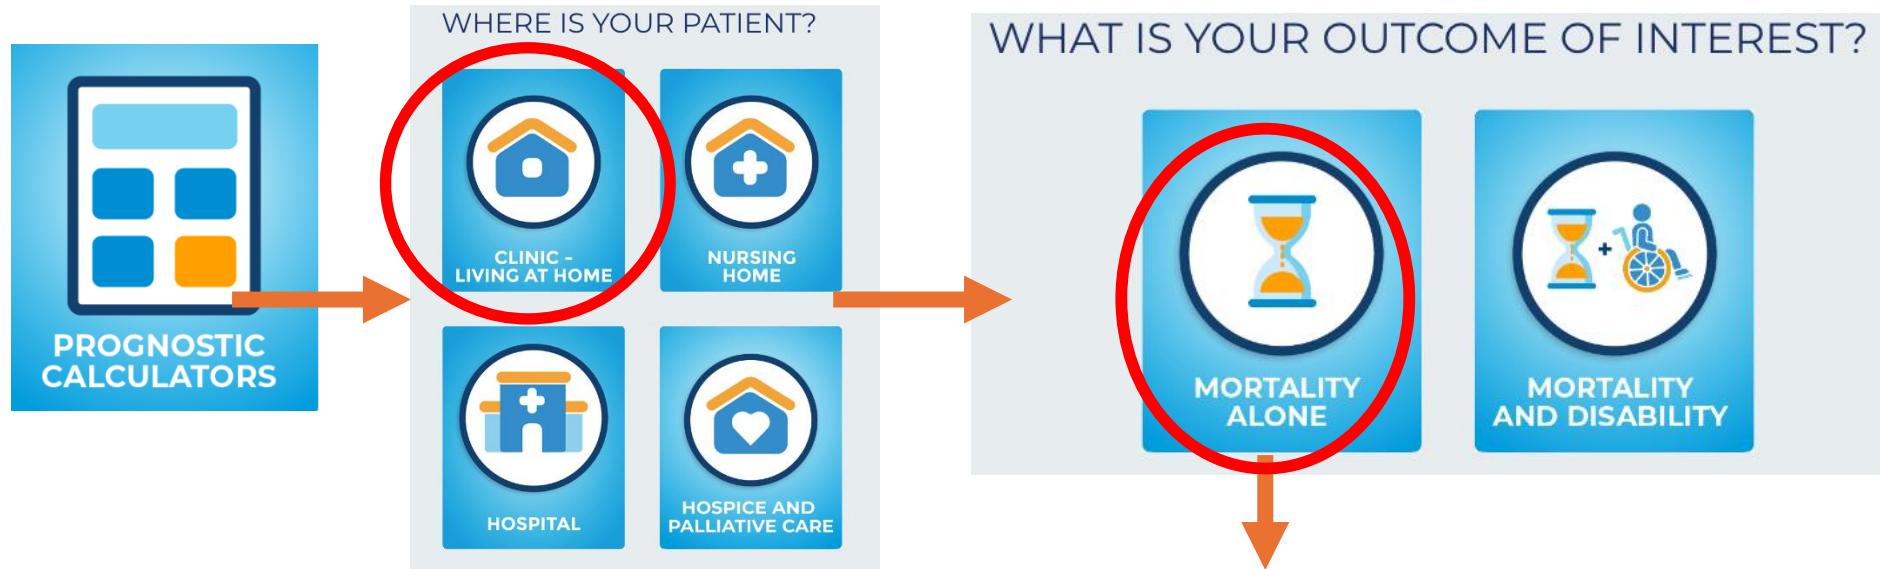 PROGNOSTIC
CALCULATORS
WHERE IS YOUR PATIENT?
CLINIC -
LIVING AT HOME
NURSING
HOME
HOSPITAL
HOSPICE AND
PALLIATIVE CARE
WHAT IS YOUR OUTCOME OF INTEREST?
MORTALITY
ALONE
MORTALITY
AND DISABILITY